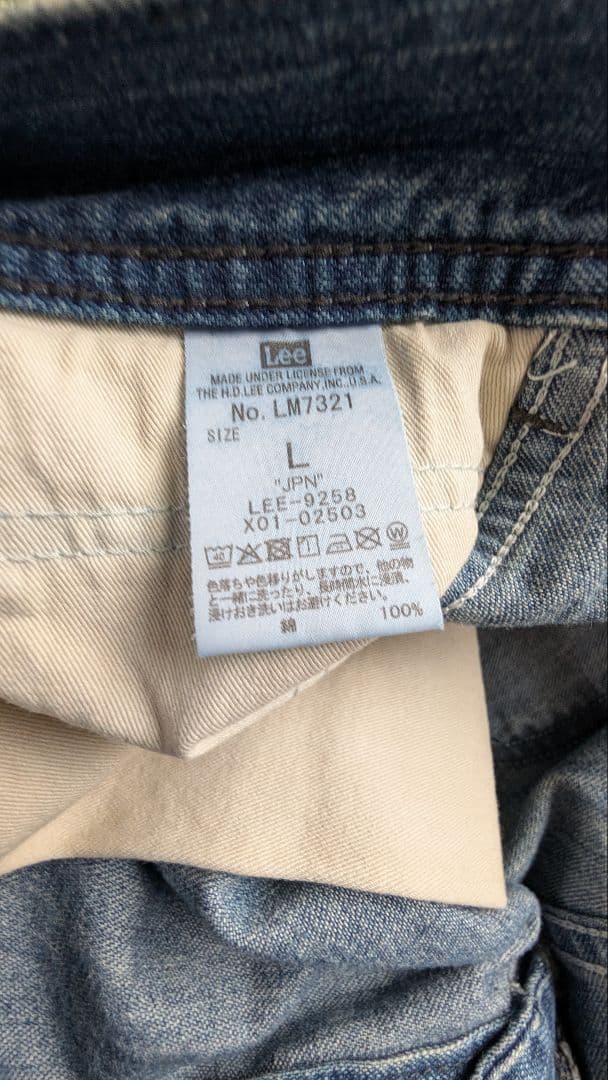 Lee
MADE UNDER LICENSE FROM
THE H.D.LEE COMPANY,INC.,U.S.A.
No. LM7321
SIZE
L
"JPN"
LEE-9258
X01-02503
40
W
色落ちや色移りがしますので、他の物
と一緒に洗ったり、長時間水に浸漬、
浸けおき洗いはお避けください。
綿 100%